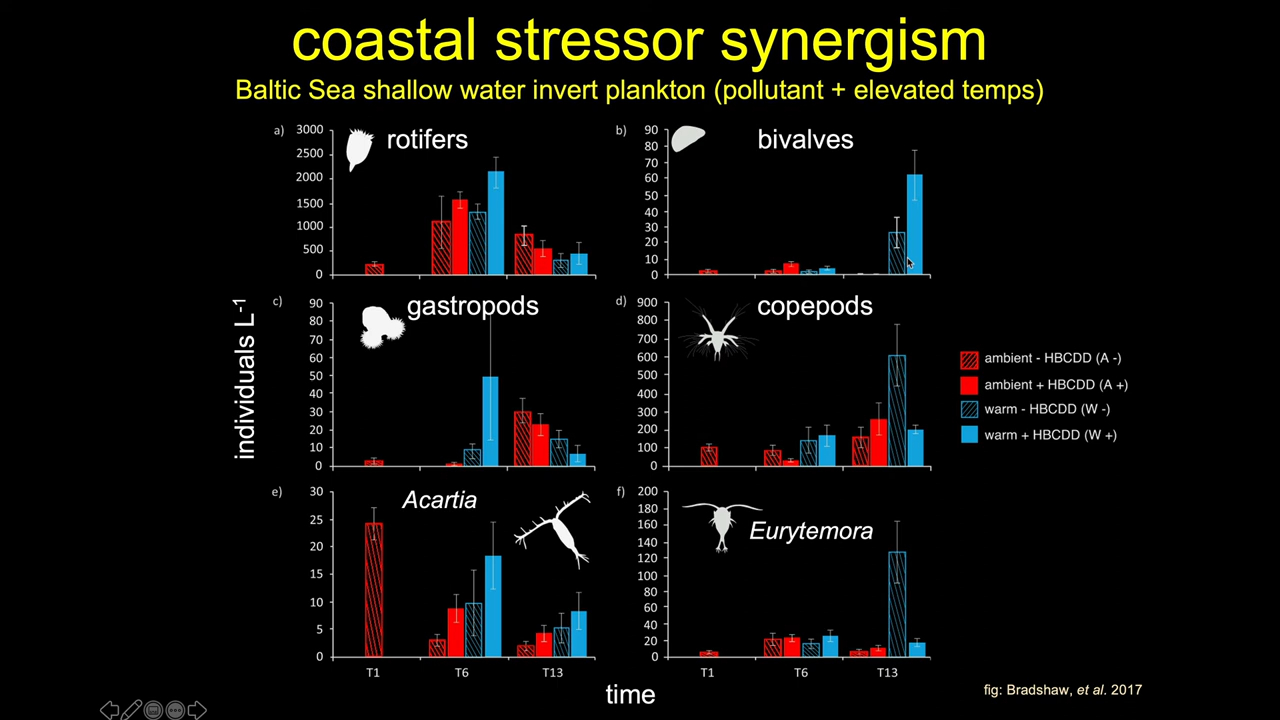 coastal stressor synergism
Baltic Sea shallow water invert plankton (pollutant + elevated temps)
a)
rotifers
3000
2500
2000
1500
1000
500
0
b)
bivalves
90
80
70
60
50
40
30
20
10
0
c)
gastropods
90
80
70
60
50
40
30
20
10
0
d)
copepods
900
800
700
600
500
400
300
200
100
0
individuals L-1
ambient - HBCDD (A -)
ambient + HBCDD (A +)
warm - HBCDD (W -)
warm + HBCDD (W +)
e)
Acartia
30
25
20
15
10
5
0
T1 T6 T13
f)
Eurytemora
200
180
160
140
120
100
80
60
40
20
0
T1 T6 T13
time
fig: Bradshaw, et al. 2017